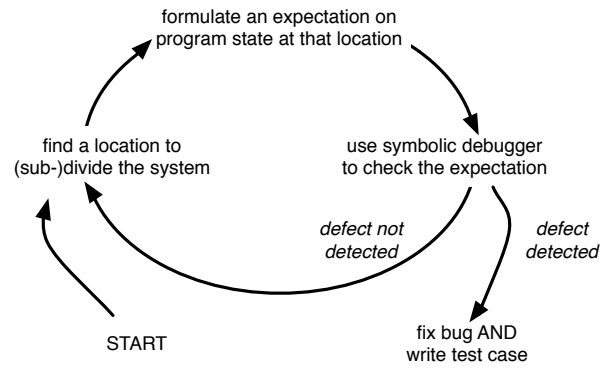 formulate an expectation on
program state at that location
find a location to
(sub-)divide the system
use symbolic debugger
to check the expectation
defect not
detected
defect
detected
START
fix bug AND
write test case